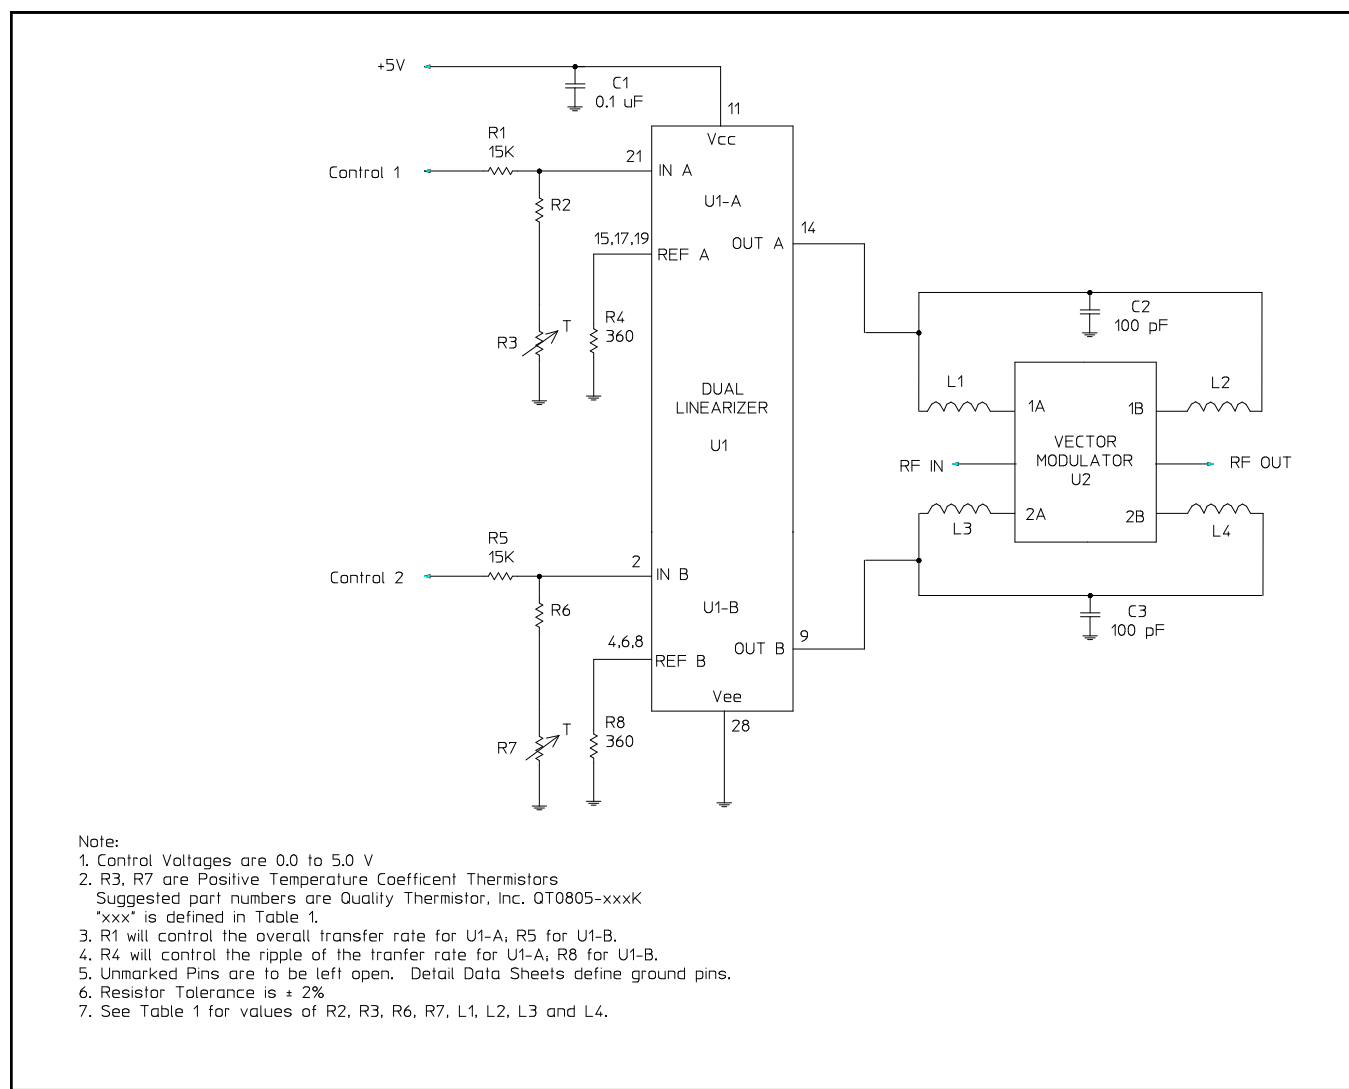 +5V
C1
0.1 uF
11
Vcc
R1
15K
Control 1
21
IN A
R2
U1-A
15,17,19
REF A
OUT A
14
R4
360
R3
T
C2
100 pF
DUAL
LINEARIZER
U1
L1
L2
1A
1B
VECTOR
MODULATOR
U2
RF IN
RF OUT
2A
2B
L3
L4
R5
15K
Control 2
2
IN B
R6
U1-B
4,6,8
REF B
OUT B
9
C3
100 pF
Vee
28
R8
360
R7
T
Note:
1. Control Voltages are 0.0 to 5.0 V
2. R3, R7 are Positive Temperature Coefficent Thermistors
Suggested part numbers are Quality Thermistor, Inc. QT0805-xxxK
"xxx" is defined in Table 1.
3. R1 will control the overall transfer rate for U1-A; R5 for U1-B.
4. R4 will control the ripple of the tranfer rate for U1-A; R8 for U1-B.
5. Unmarked Pins are to be left open. Detail Data Sheets define ground pins.
6. Resistor Tolerance is ± 2%
7. See Table 1 for values of R2, R3, R6, R7, L1, L2, L3 and L4.